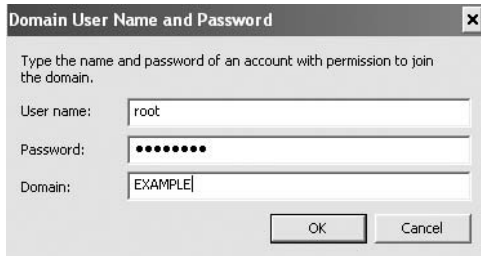 Domain User Name and Password
Type the name and password of an account with permission to join
the domain.
User name: root
Password: ●●●●●●●●
Domain: EXAMPLE
OK Cancel